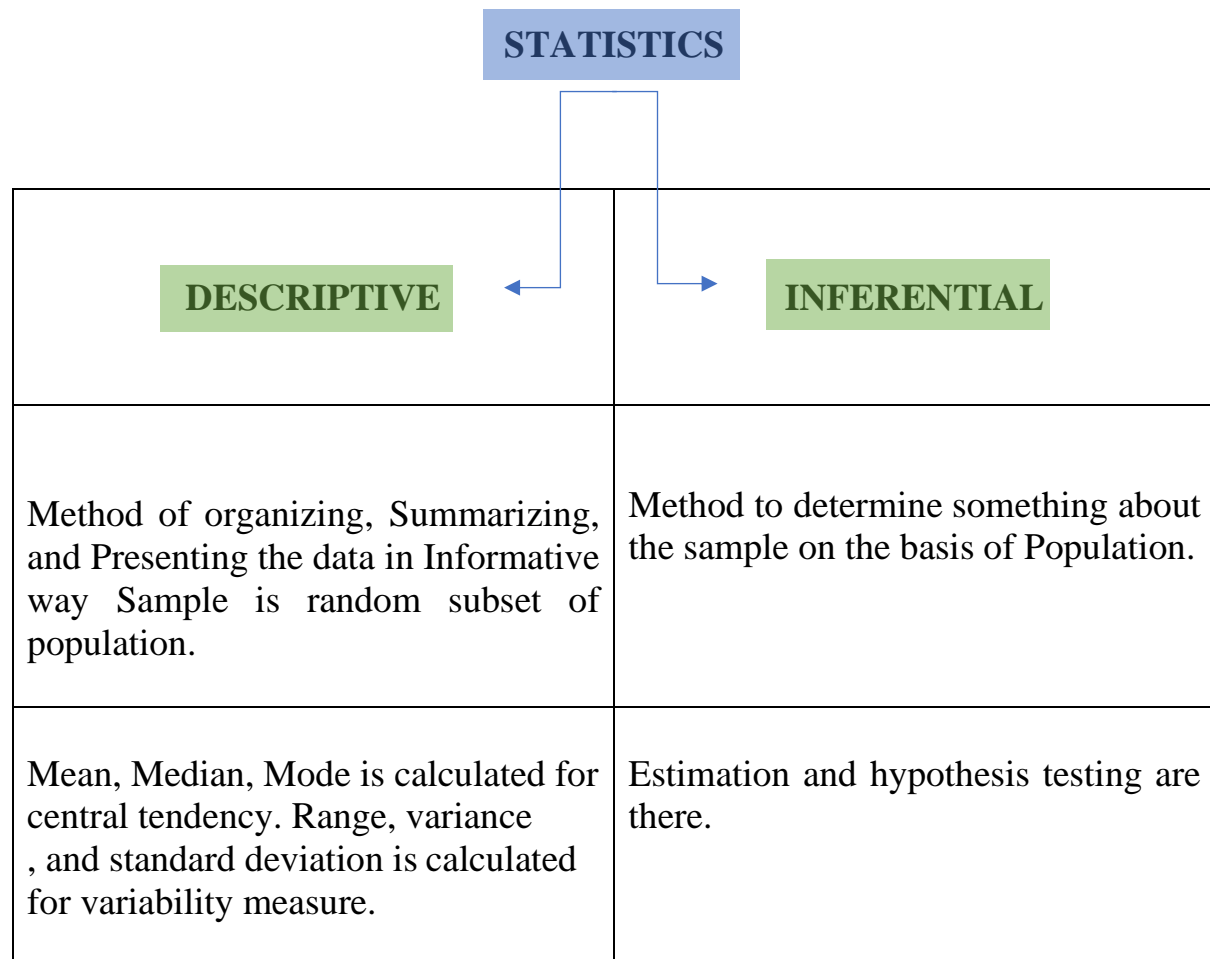 STATISTICS
DESCRIPTIVE
INFERENTIAL
Method of organizing, Summarizing,
and Presenting the data in Informative
way Sample is random subset of
population.
Method to determine something about
the sample on the basis of Population.
Mean, Median, Mode is calculated for
central tendency. Range, variance
, and standard deviation is calculated
for variability measure.
Estimation and hypothesis testing are
there.